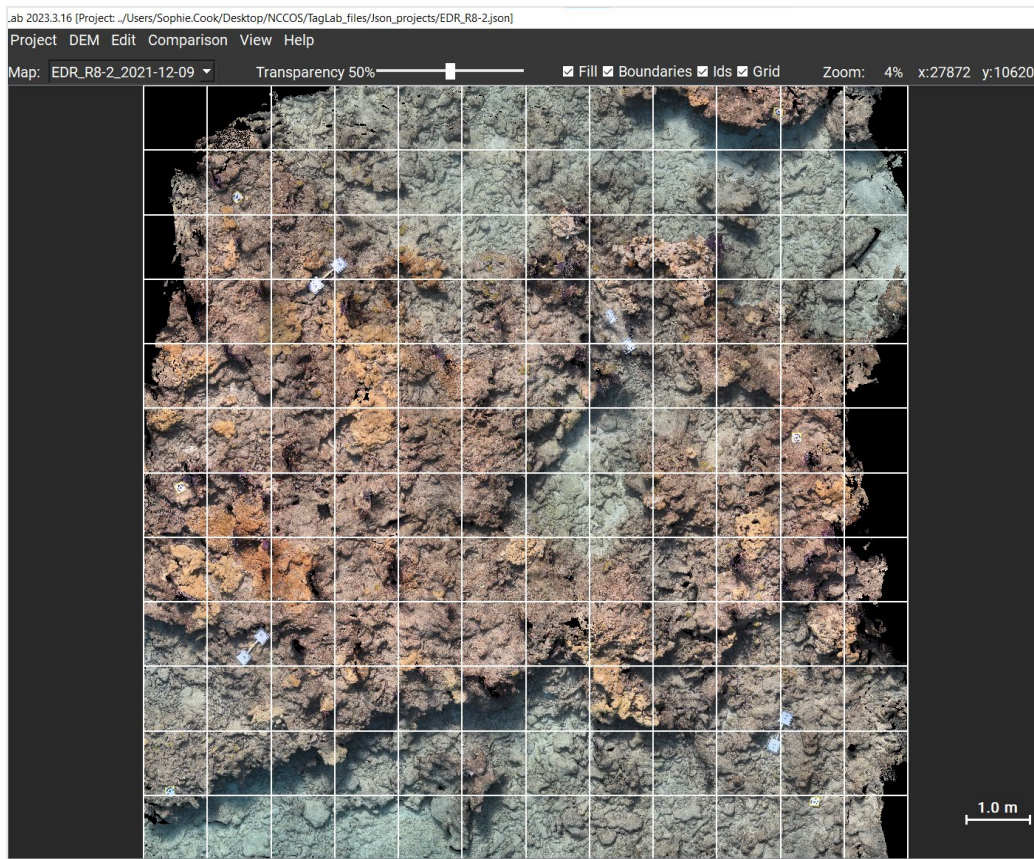 .ab 2023.3.16 [Project: ../Users/Sophie.Cook/Desktop/NCCOS/TagLab_files/Json_projects/EDR_R8-2.json]
Project DEM Edit Comparison View Help
Map: EDR_R8-2_2021-12-09 Transparency 50% Fill Boundaries Ids Grid Zoom: 4% x:27872 y:10620
1.0 m